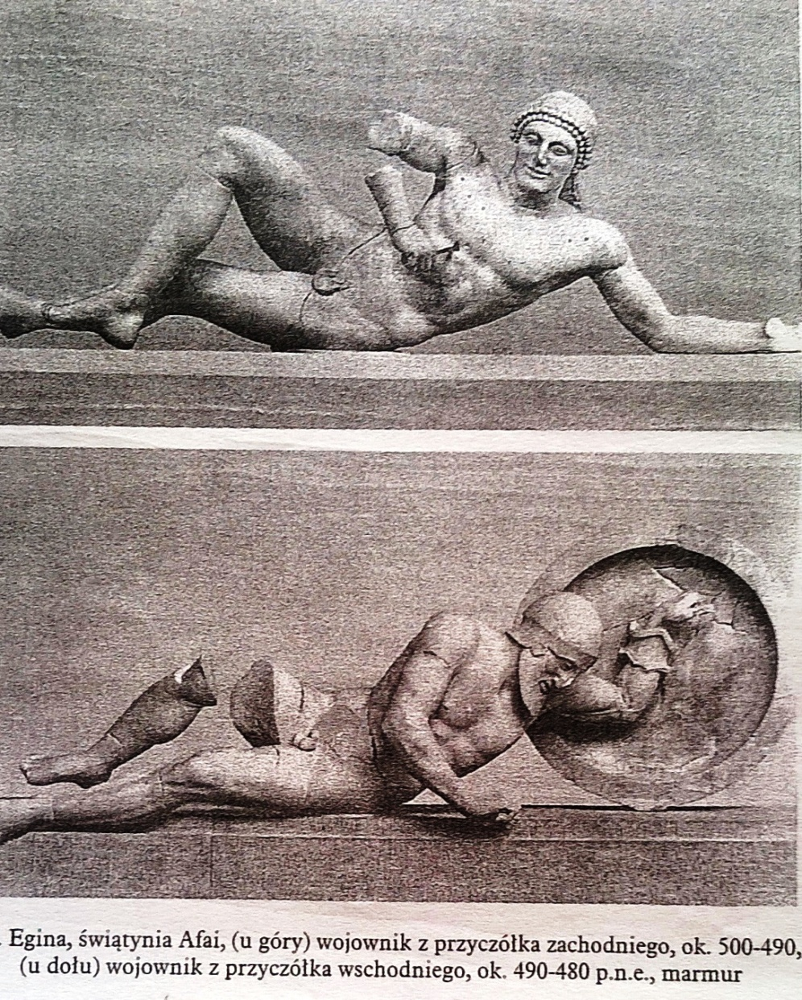 . Egina, świątynia Afai, (u góry) wojownik z przyczółka zachodniego, ok. 500-490,
(u dołu) wojownik z przyczółka wschodniego, ok. 490-480 p.n.e., marmur